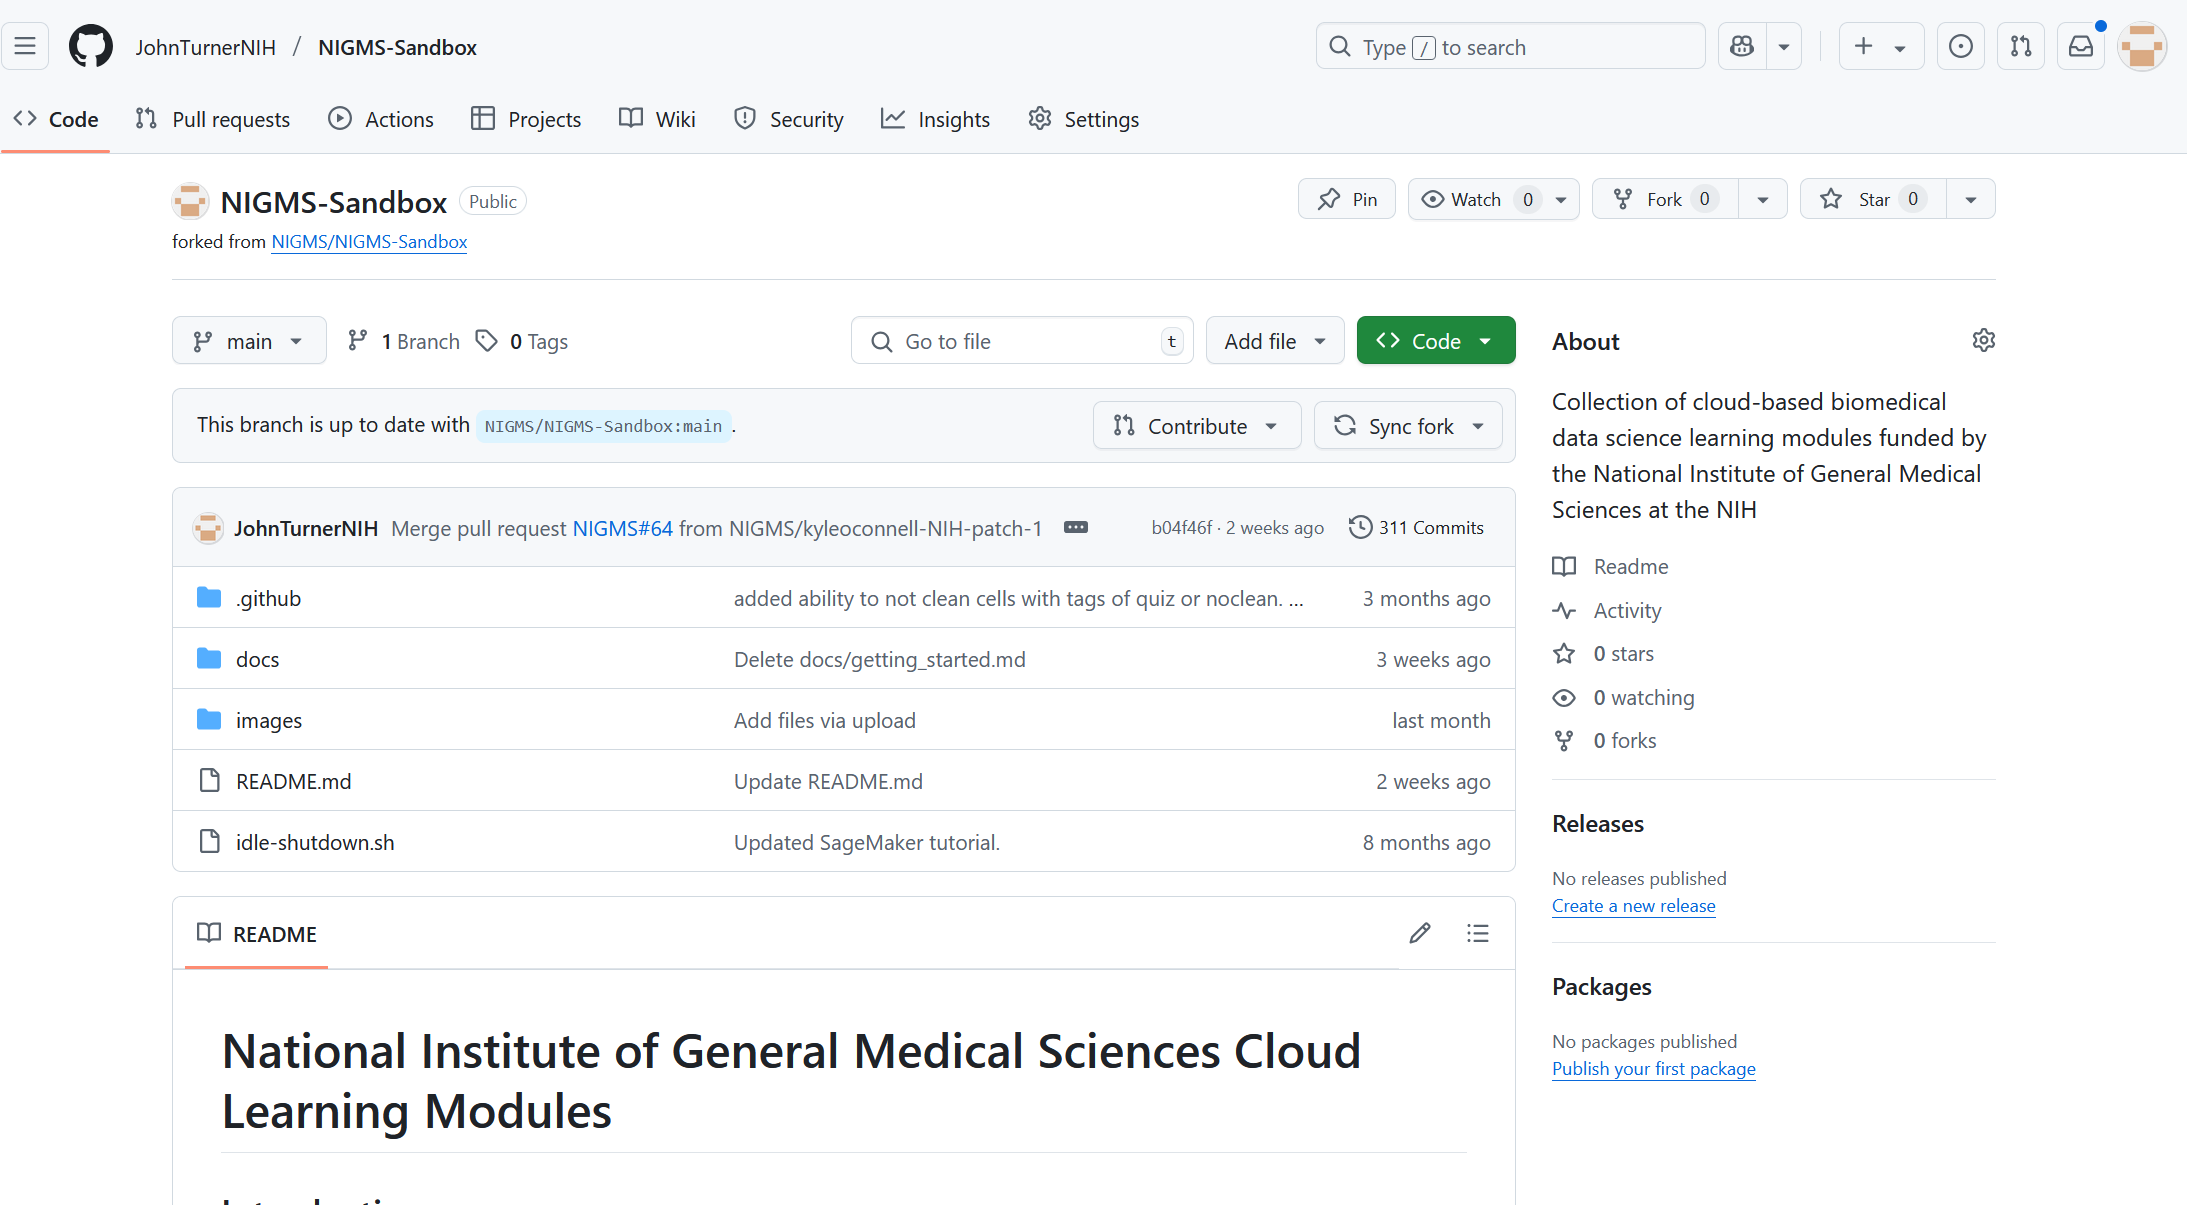 JohnTurnerNIH / NIGMS-Sandbox
Type / to search
Code
Pull requests
Actions
Projects
Wiki
Security
Insights
Settings
NIGMS-Sandbox Public
forked from NIGMS/NIGMS-Sandbox
Pin
Watch 0
Fork 0
Star 0
main
1 Branch
0 Tags
Go to file t
Add file
Code
This branch is up to date with NIGMS/NIGMS-Sandbox:main .
Contribute
Sync fork
JohnTurnerNIH Merge pull request NIGMS#64 from NIGMS/kyleoconnell-NIH-patch-1
b04f46f · 2 weeks ago
311 Commits
.github added ability to not clean cells with tags of quiz or noclean. ... 3 months ago
docs Delete docs/getting_started.md 3 weeks ago
images Add files via upload last month
README.md Update README.md 2 weeks ago
idle-shutdown.sh Updated SageMaker tutorial. 8 months ago
README
National Institute of General Medical Sciences Cloud
Learning Modules
About
Collection of cloud-based biomedical
data science learning modules funded by
the National Institute of General Medical
Sciences at the NIH
Readme
Activity
0 stars
0 watching
0 forks
Releases
No releases published
Create a new release
Packages
No packages published
Publish your first package